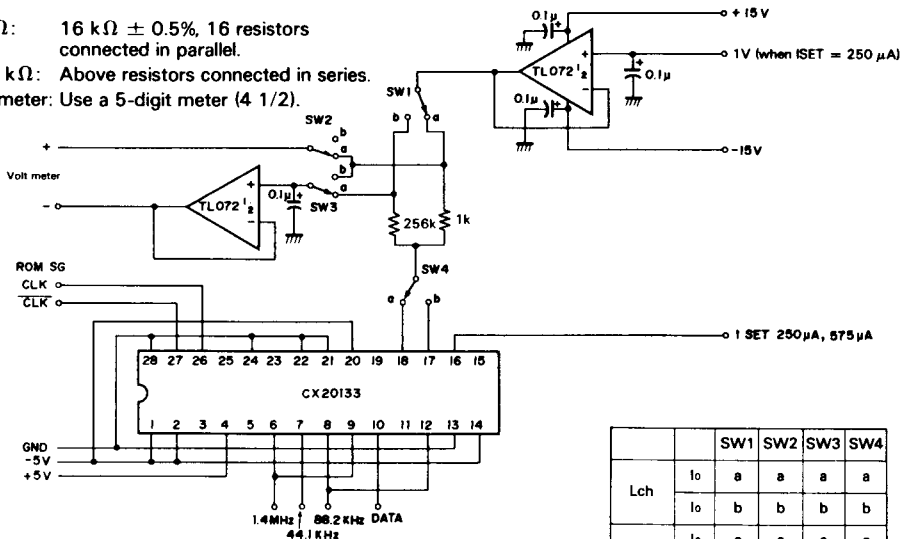 Ω: 16 kΩ ± 0.5%, 16 resistors
connected in parallel.
kΩ: Above resistors connected in series.
meter: Use a 5-digit meter (4 1/2).
0.1μ +
+15V
TL072 1/2
+
-
1V (when ISET = 250 μA)
+ 0.1μ
0.1μ +
-15V
SW1
b a
SW2
b
a
b
a
SW3
+
Volt meter
-
TL072 1/2
+
-
0.1μ +
256k
1k
SW4
a b
ROM SG
CLK
CLK
I SET 250μA, 575μA
28 27 26 25 24 23 22 21 20 19 18 17 16 15
CX20133
1 2 3 4 5 6 7 8 9 10 11 12 13 14
GND
-5V
+5V
1.4MHz 88.2KHz DATA
44.1KHz
SW1 SW2 SW3 SW4
Lch Io a a a a
Io b b b b
Io